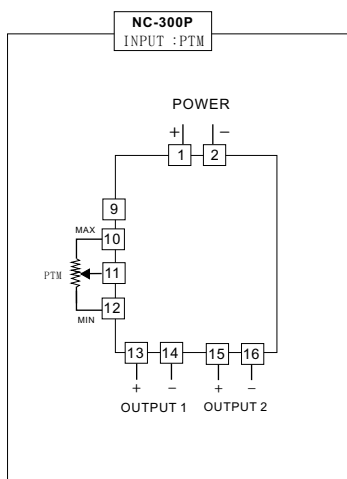 NC-300P
INPUT :PTM
POWER
+ −
1 2
9
MAX 10
PTM 11
12
MIN
13 14 15 16
+ − + −
OUTPUT 1 OUTPUT 2